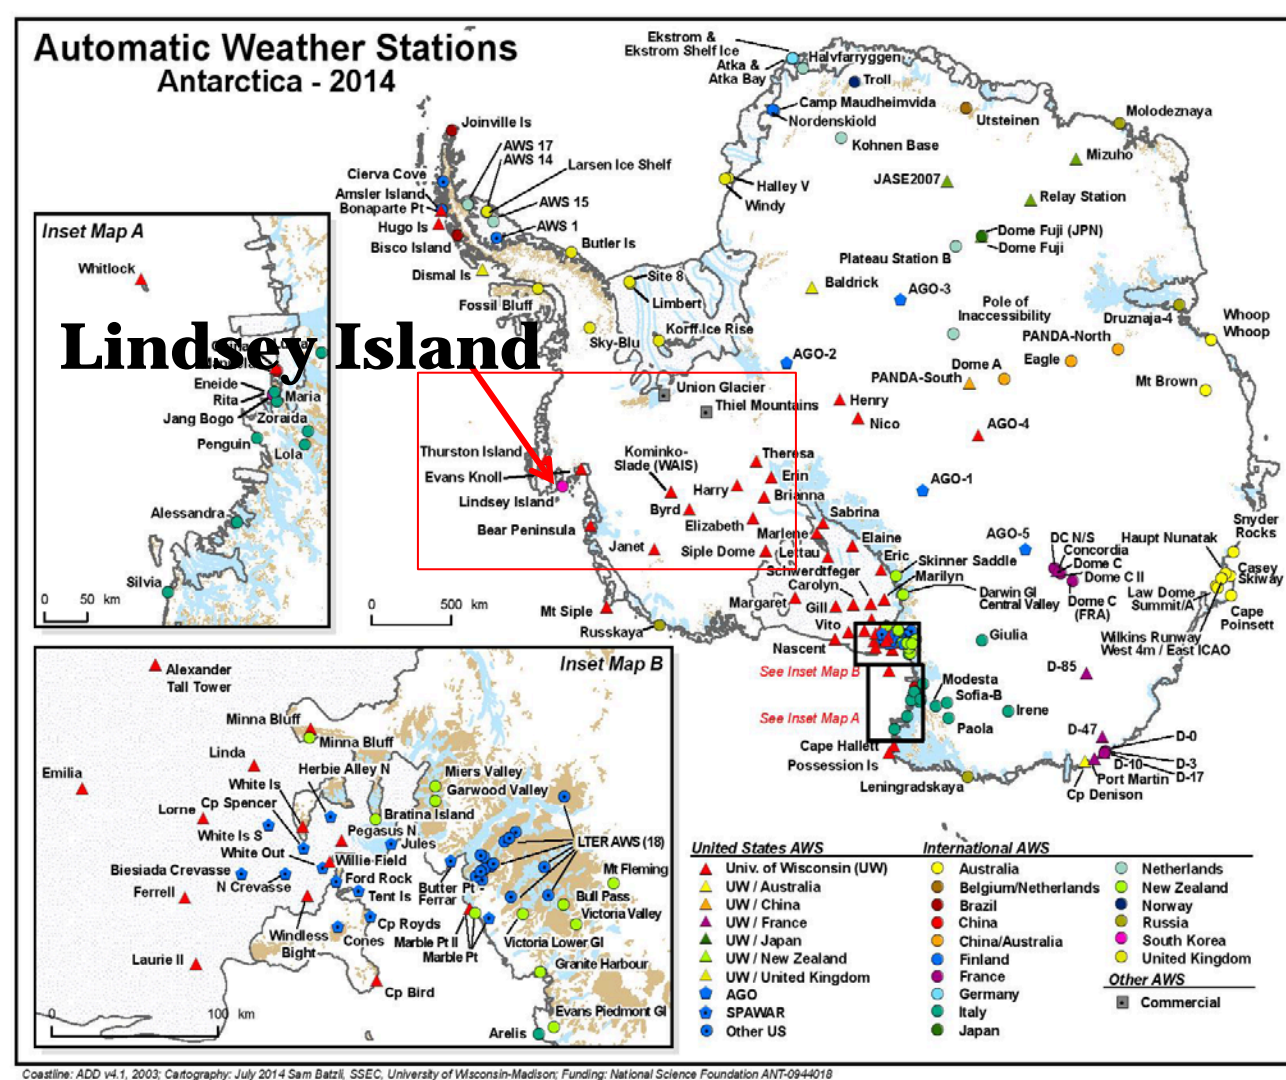 Automatic Weather Stations
Antarctica - 2014
Lindsey Island
Ekstrom &
Ekstrom Shelf Ice
Atka &
Atka Bay
Halvfarryggen
Troll
Camp Maudheimvida
Nordenskiold
Utsteinen
Molodeznaya
Kohnen Base
Mizuho
JASE2007
Relay Station
Halley V
Windy
Dome Fuji (JPN)
Dome Fuji
Plateau Station B
Baldrick
AGO-3
Pole of
Inaccessibility
Druznaja-4
Whoop
Whoop
PANDA-North
Eagle
Dome A
PANDA-South
Mt Brown
AGO-2
Joinville Is
AWS 17
AWS 14
Larsen Ice Shelf
Cierva Cove
Amsler Island
Bonaparte Pt
AWS 15
Hugo Is
AWS 1
Bisco Island
Butler Is
Dismal Is
Fossil Bluff
Site 8
Limbert
Sky-Blu
Korff Ice Rise
Union Glacier
Thiel Mountains
Henry
Nico
AGO-4
Thurston Island
Evans Knoll
Lindsey Island
Bear Peninsula
Kominko-
Slade (WAIS)
Theresa
Erin
Harry
Brianna
Byrd
Elizabeth
Sabrina
Janet
Siple Dome
Marlene
Lettau
Elaine
Eric
AGO-1
AGO-5
Skinner Saddle
Schwerdtfeger
Marilyn
Carolyn
Darwin Gl
Central Valley
Margaret
Gill
Vito
Nascent
Mt Siple
Russkaya
0 500 km
See Inset Map B
See Inset Map A
Giulia
Modesta
Sofia-B
Irene
Paola
Cape Hallett
Possession Is
Leningradskaya
DC N/S
Concordia
Dome C
Dome C II
Dome C
(FRA)
Haupt Nunatak
Snyder
Rocks
Casey
Skiway
Law Dome
Summit/A
Cape
Poinsett
Wilkins Runway
West 4m / East ICAO
D-85
D-47
D-0
D-10
D-3
D-17
Port Martin
Cp Denison
Inset Map A
Whitlock
Eneide
Rita
Maria
Jang Bogo
Zoraida
Penguin
Lola
Alessandra
Silvia
0 50 km
Inset Map B
Alexander
Tall Tower
Minna Bluff
Minna Bluff
Linda
Herbie Alley N
Miers Valley
Garwood Valley
Emilia
White Is
Cp Spencer
Lorne
Bratina Island
White Is S
Pegasus N
Jules
LTER AWS (18)
White Out
Willie Field
Biesiada Crevasse
N Crevasse
Ford Rock
Tent Is
Butter Pt
Ferrar
Mt Fleming
Ferrell
Bull Pass
Victoria Valley
Cp Royds
Cones
Windless
Bight
Marble Pt II
Marble Pt
Victoria Lower Gl
Laurie II
Granite Harbour
Cp Bird
Evans Piedmont Gl
Arelis
0 100 km
United States AWS
Univ. of Wisconsin (UW)
UW / Australia
UW / China
UW / France
UW / Japan
UW / New Zealand
UW / United Kingdom
AGO
SPAWAR
Other US
International AWS
Australia
Belgium/Netherlands
Brazil
China
China/Australia
Finland
France
Germany
Italy
Japan
Netherlands
New Zealand
Norway
Russia
South Korea
United Kingdom
Other AWS
Commercial
Coastline: ADD v4.1, 2003; Cartography: July 2014 Sam Batzli, SSEC, University of Wisconsin-Madison; Funding: National Science Foundation ANT-0944018